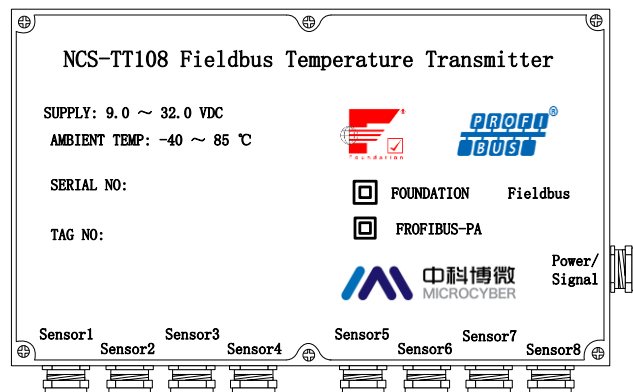 NCS-TT108 Fieldbus Temperature Transmitter
SUPPLY: 9.0 ～ 32.0 VDC
AMBIENT TEMP: -40 ～ 85 ℃
Foundation
PROFI®
BUS
SERIAL NO:
FOUNDATION Fieldbus
TAG NO:
FROFIBUS-PA
Power/
Signal
中科博微
MICROCYBER
Sensor1
Sensor2
Sensor3
Sensor4
Sensor5
Sensor6
Sensor7
Sensor8